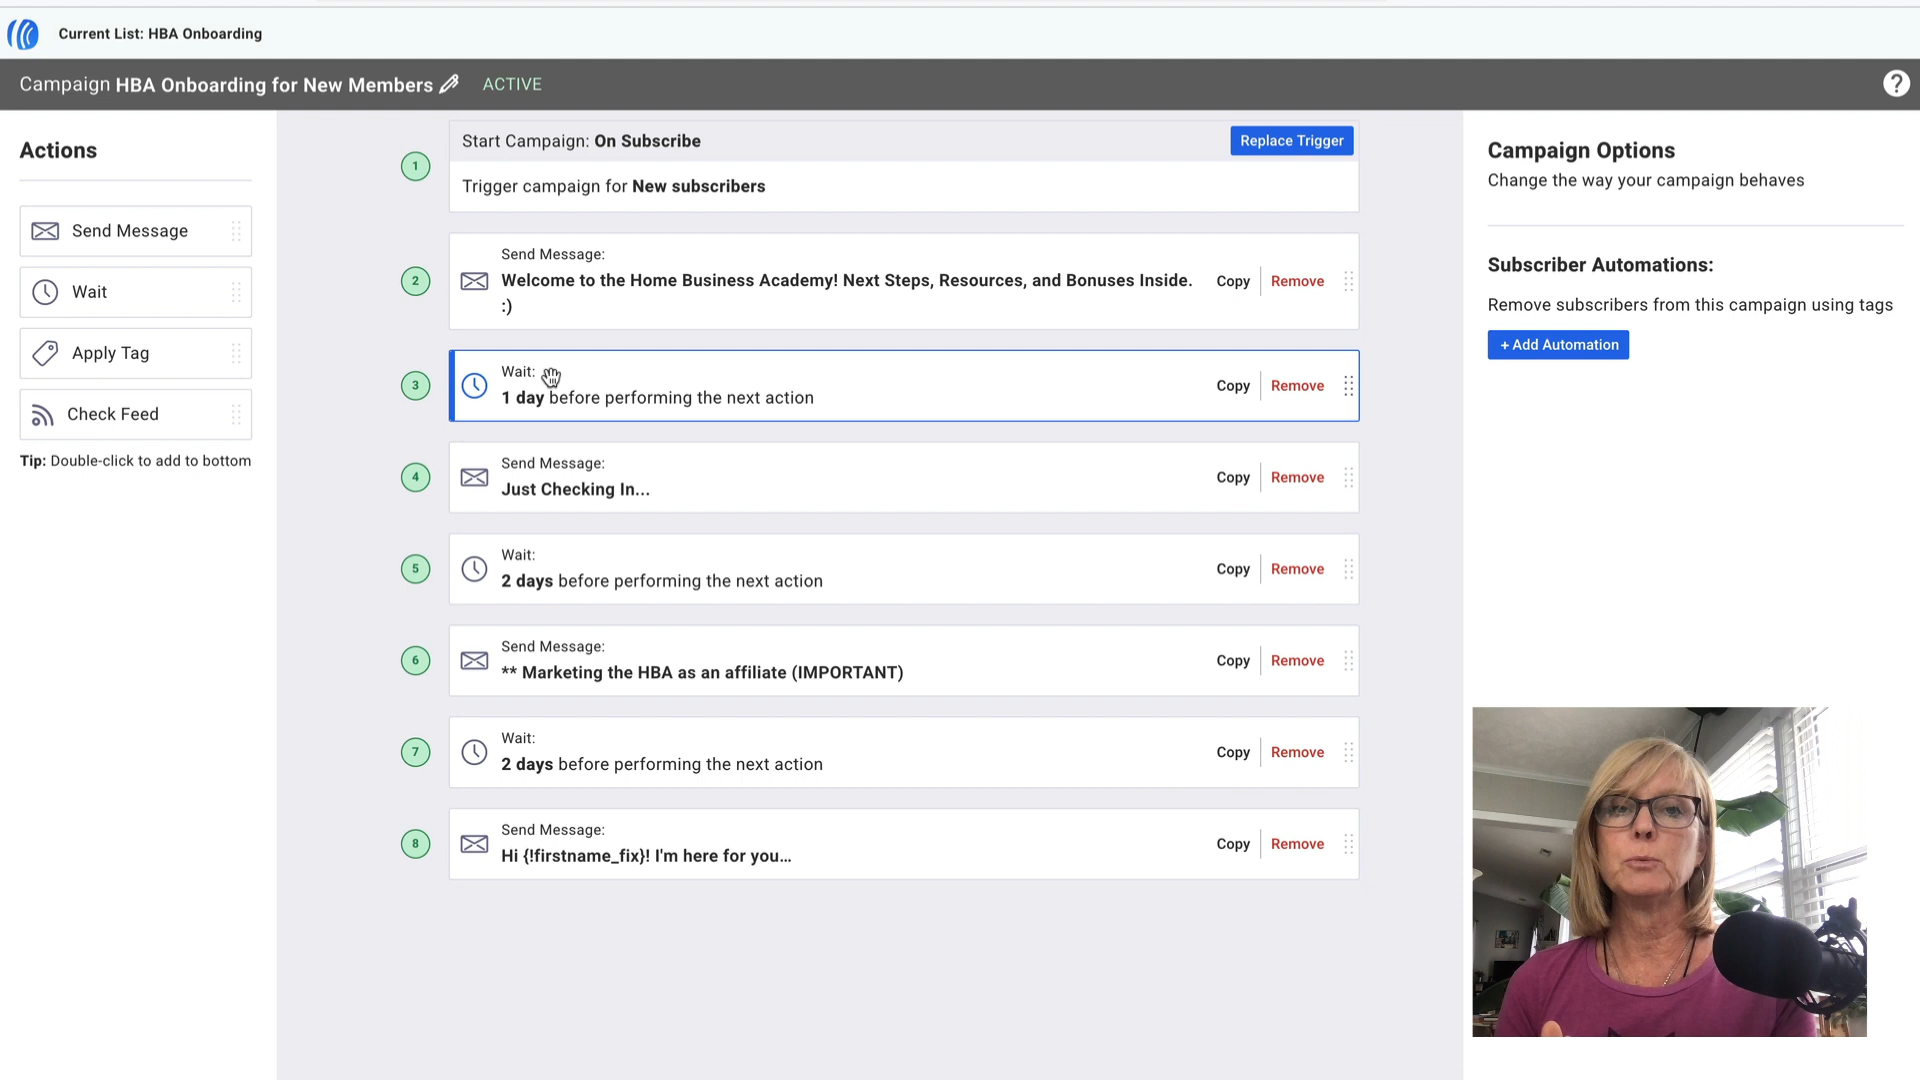 Current List: HBA Onboarding
Campaign HBA Onboarding for New Members ACTIVE
?
Actions
Send Message
Wait
Apply Tag
Check Feed
Tip: Double-click to add to bottom
1
Start Campaign: On Subscribe
Replace Trigger
Trigger campaign for New subscribers
2
Send Message:
Welcome to the Home Business Academy! Next Steps, Resources, and Bonuses Inside.
:)
Copy Remove
3
Wait:
1 day before performing the next action
Copy Remove
4
Send Message:
Just Checking In...
Copy Remove
5
Wait:
2 days before performing the next action
Copy Remove
6
Send Message:
** Marketing the HBA as an affiliate (IMPORTANT)
Copy Remove
7
Wait:
2 days before performing the next action
Copy Remove
8
Send Message:
Hi {!firstname_fix}! I'm here for you...
Copy Remove
Campaign Options
Change the way your campaign behaves
Subscriber Automations:
Remove subscribers from this campaign using tags
+ Add Automation